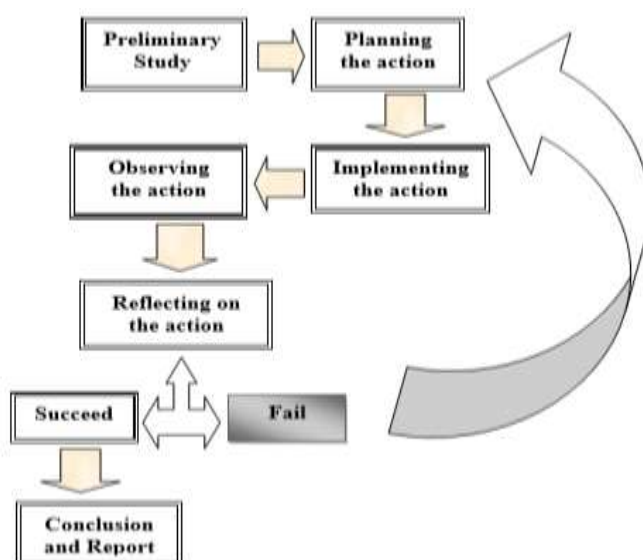 Preliminary
Study
Planning
the action
Observing
the action
Implementing
the action
Reflecting on
the action
Succeed
Fail
Conclusion
and Report